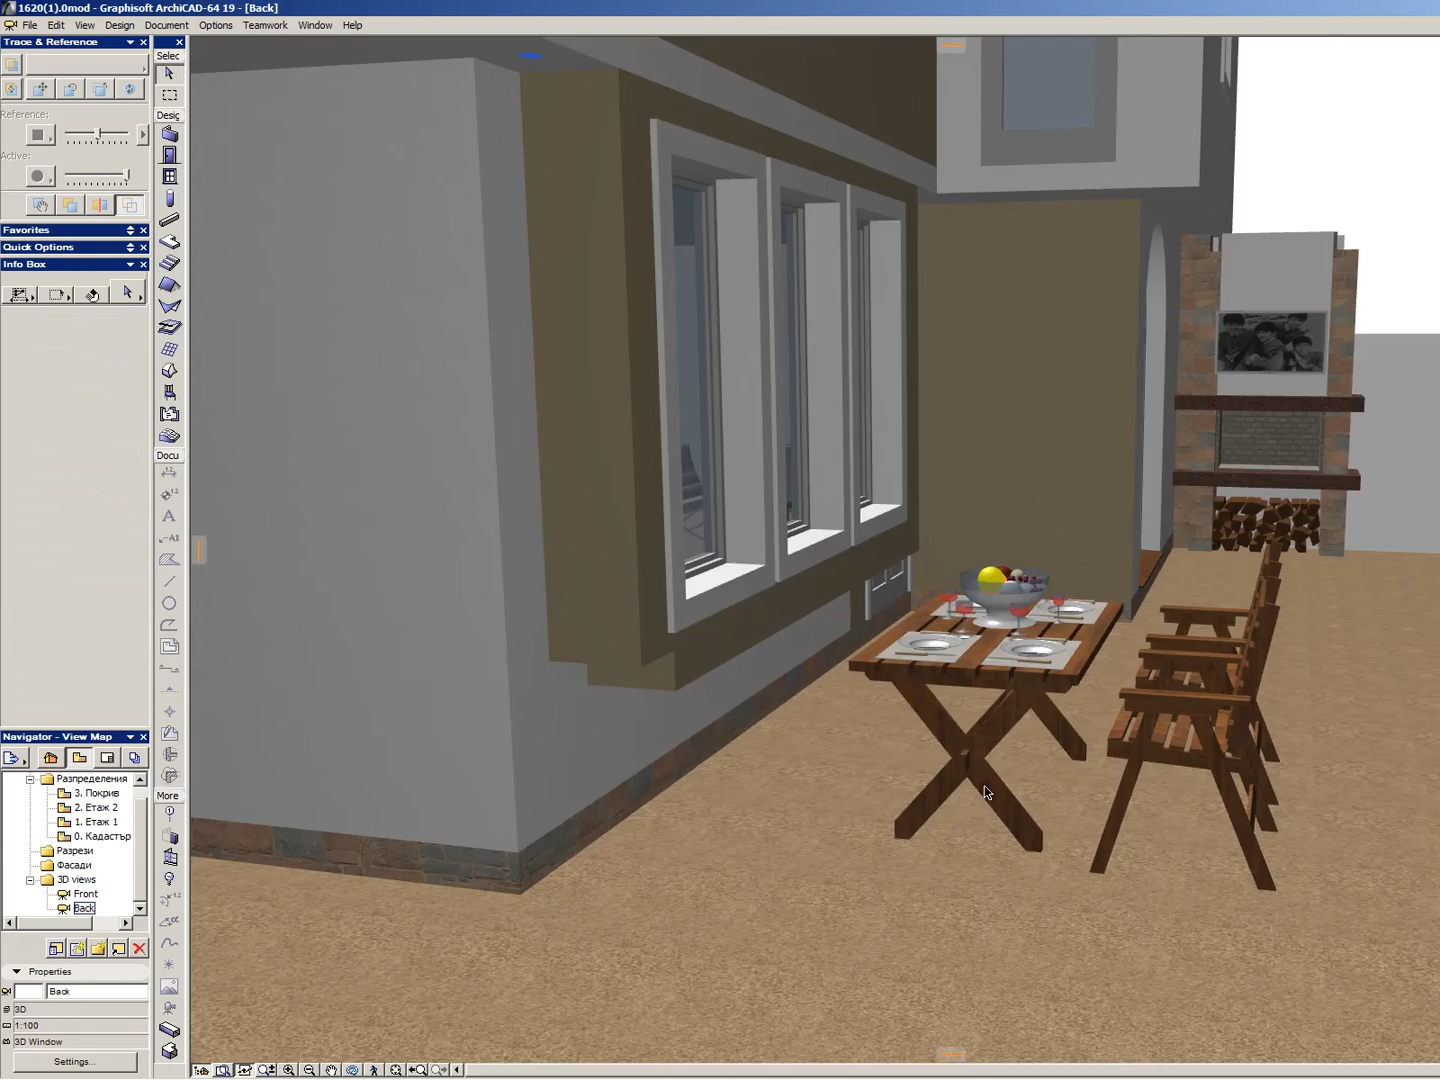 1620(1).0mod - Graphisoft ArchiCAD-64 19 - [Back]
File Edit View Design Document Options Teamwork Window Help
Trace & Reference
Selec
Reference:
Desig
Active:
Favorites
Quick Options
Info Box
Docu
A
A1
Navigator - View Map
Разпределения
3. Покрив
2. Етаж 2
More
1. Етаж 1
0. Кадастър
Разрези
Фасади
3D views
Front
Back
Properties
Back
3D
1:100
3D Window
Settings...